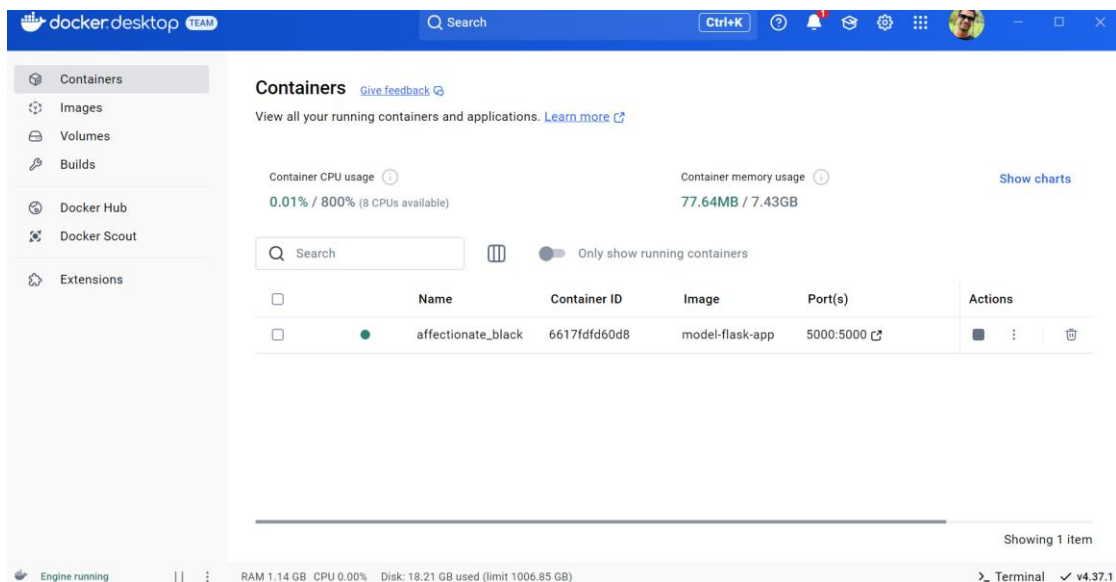 docker.desktop TEAM
Search
Ctrl+K
1
Containers
Images
Volumes
Builds
Docker Hub
Docker Scout
Extensions
Containers Give feedback
View all your running containers and applications. Learn more
Container CPU usage
0.01% / 800% (8 CPUs available)
Container memory usage
77.64MB / 7.43GB
Show charts
Search
Only show running containers
Name Container ID Image Port(s) Actions
affectionate_black 6617fdfd60d8 model-flask-app 5000:5000
Showing 1 item
Engine running
RAM 1.14 GB CPU 0.00% Disk: 18.21 GB used (limit 1006.85 GB)
Terminal
v4.37.1